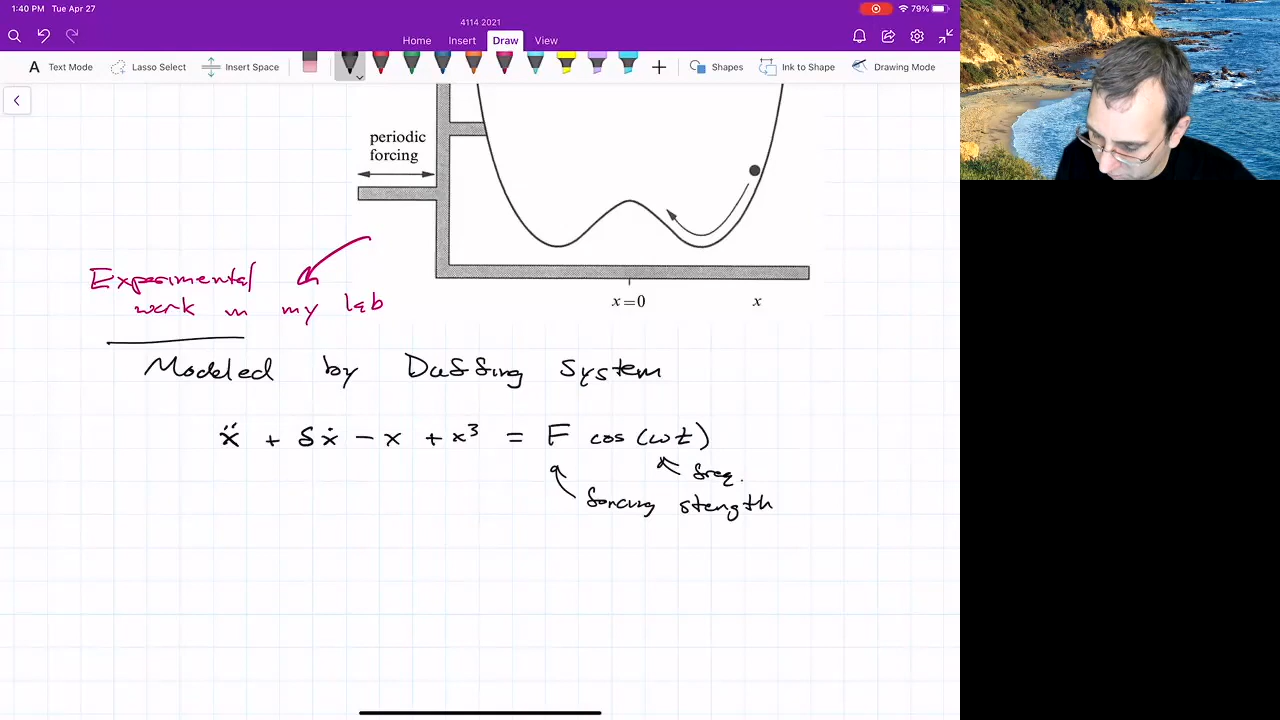 1:40 PM Tue Apr 27
79%
4114 2021
Home Insert Draw View
Text Mode Lasso Select Insert Space Shapes Ink to Shape Drawing Mode
periodic
forcing
x=0 x
Experimental
work in my lab
Modeled by Duffing system
ẍ + δẋ − x + x³ = F cos(ωt)
freq.
forcing stength